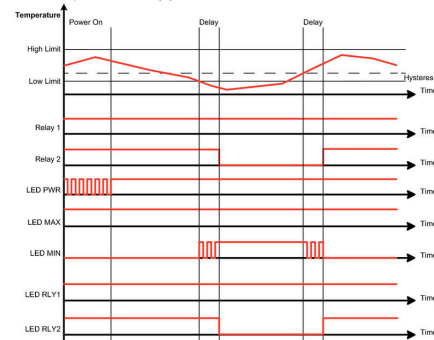 Temperature
Power On
Delay
Delay
High Limit
Low Limit
Hysteres
Time
Relay 1
Time
Relay 2
Time
LED PWR
Time
LED MAX
Time
LED MIN
Time
LED RLY1
Time
LED RLY2
Time